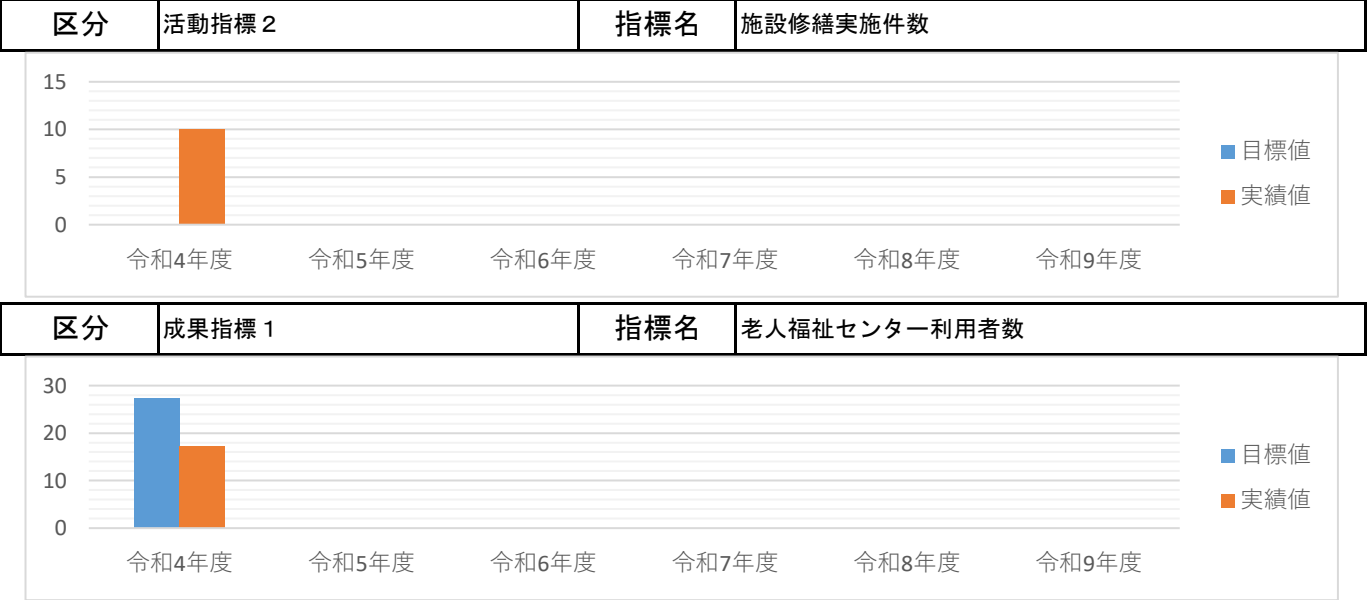 区分 活動指標２ 指標名 施設修繕実施件数
15
10
5
0
目標値
実績値
令和4年度 令和5年度 令和6年度 令和7年度 令和8年度 令和9年度
区分 成果指標１ 指標名 老人福祉センター利用者数
30
20
10
0
目標値
実績値
令和4年度 令和5年度 令和6年度 令和7年度 令和8年度 令和9年度